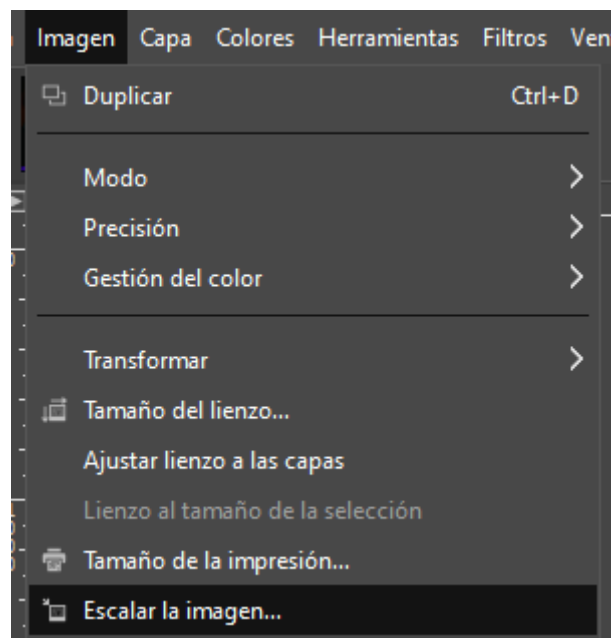 Imagen Capa Colores Herramientas Filtros Ven
Duplicar Ctrl+D
Modo
Precisión
Gestión del color
Transformar
Tamaño del lienzo...
Ajustar lienzo a las capas
Lienzo al tamaño de la selección
Tamaño de la impresión...
Escalar la imagen...